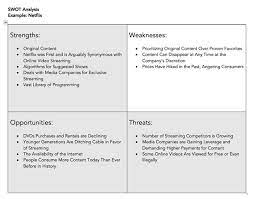 SWOT Analysis
Example: Netflix
Strengths:
• Original Content
• Netflix was First and is Arguably Synonymous with
Online Video Streaming
• Algorithms for Suggested Shows
• Deals with Media Companies for Exclusive
Streaming
• Vast Library of Programming
Weaknesses:
• Prioritizing Original Content Over Proven Favorites
• Content Can Disappear at Any Time at the
Company's Discretion
• Prices Have Hiked in the Past, Angering Consumers
Opportunities:
• DVDs Purchases and Rentals are Declining
• Younger Generations Are Ditching Cable in Favor
of Streaming
• The Availability of the Internet
• People Consume More Content Today Than Ever
in History
Threats:
• Number of Streaming Competitors is Growing
• Media Companies are Gaining Leverage and
Demanding Higher Payments for Content
• Some Online Videos Are Viewed for Free or Even
Illegally